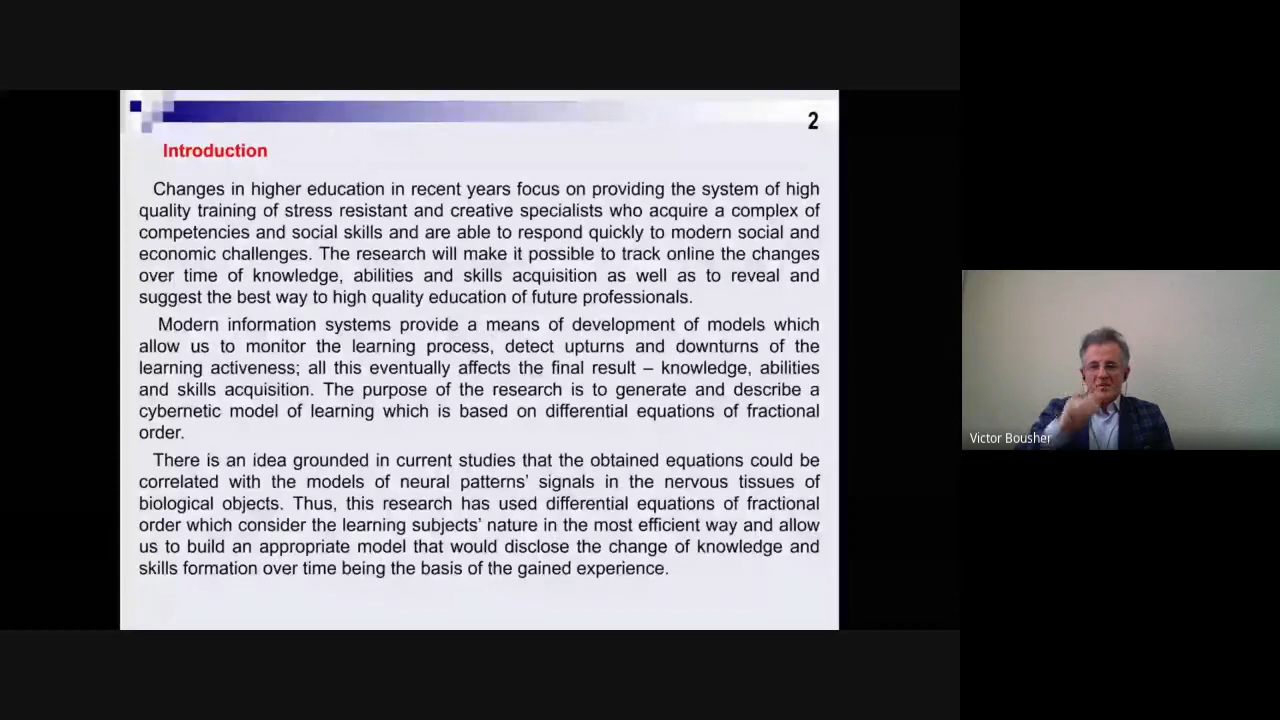 2
Introduction
Changes in higher education in recent years focus on providing the system of high
quality training of stress resistant and creative specialists who acquire a complex of
competencies and social skills and are able to respond quickly to modern social and
economic challenges. The research will make it possible to track online the changes
over time of knowledge, abilities and skills acquisition as well as to reveal and
suggest the best way to high quality education of future professionals.
Modern information systems provide a means of development of models which
allow us to monitor the learning process, detect upturns and downturns of the
learning activeness; all this eventually affects the final result – knowledge, abilities
and skills acquisition. The purpose of the research is to generate and describe a
cybernetic model of learning which is based on differential equations of fractional
order.
There is an idea grounded in current studies that the obtained equations could be
correlated with the models of neural patterns’ signals in the nervous tissues of
biological objects. Thus, this research has used differential equations of fractional
order which consider the learning subjects’ nature in the most efficient way and allow
us to build an appropriate model that would disclose the change of knowledge and
skills formation over time being the basis of the gained experience.
Victor Bousher